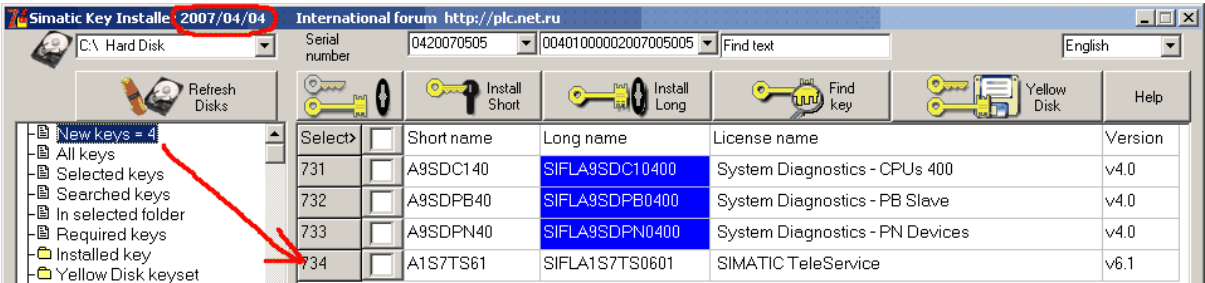 Simatic Key Installer 2007/04/04 International forum http://plc.net.ru
C:\ Hard Disk
Serial number
0420070505
00401000002007005005
Find text
English
Refresh Disks
Install Short
Install Long
Find key
Yellow Disk
Help
New keys = 4
All keys
Selected keys
Searched keys
In selected folder
Required keys
Installed key
Yellow Disk keyset
Select> Short name Long name License name Version
731 A9SDC140 SIFLA9SDC10400 System Diagnostics - CPUs 400 v4.0
732 A9SDPB40 SIFLA9SDPB0400 System Diagnostics - PB Slave v4.0
733 A9SDPN40 SIFLA9SDPN0400 System Diagnostics - PN Devices v4.0
734 A1S7TS61 SIFLA1S7TS0601 SIMATIC TeleService v6.1